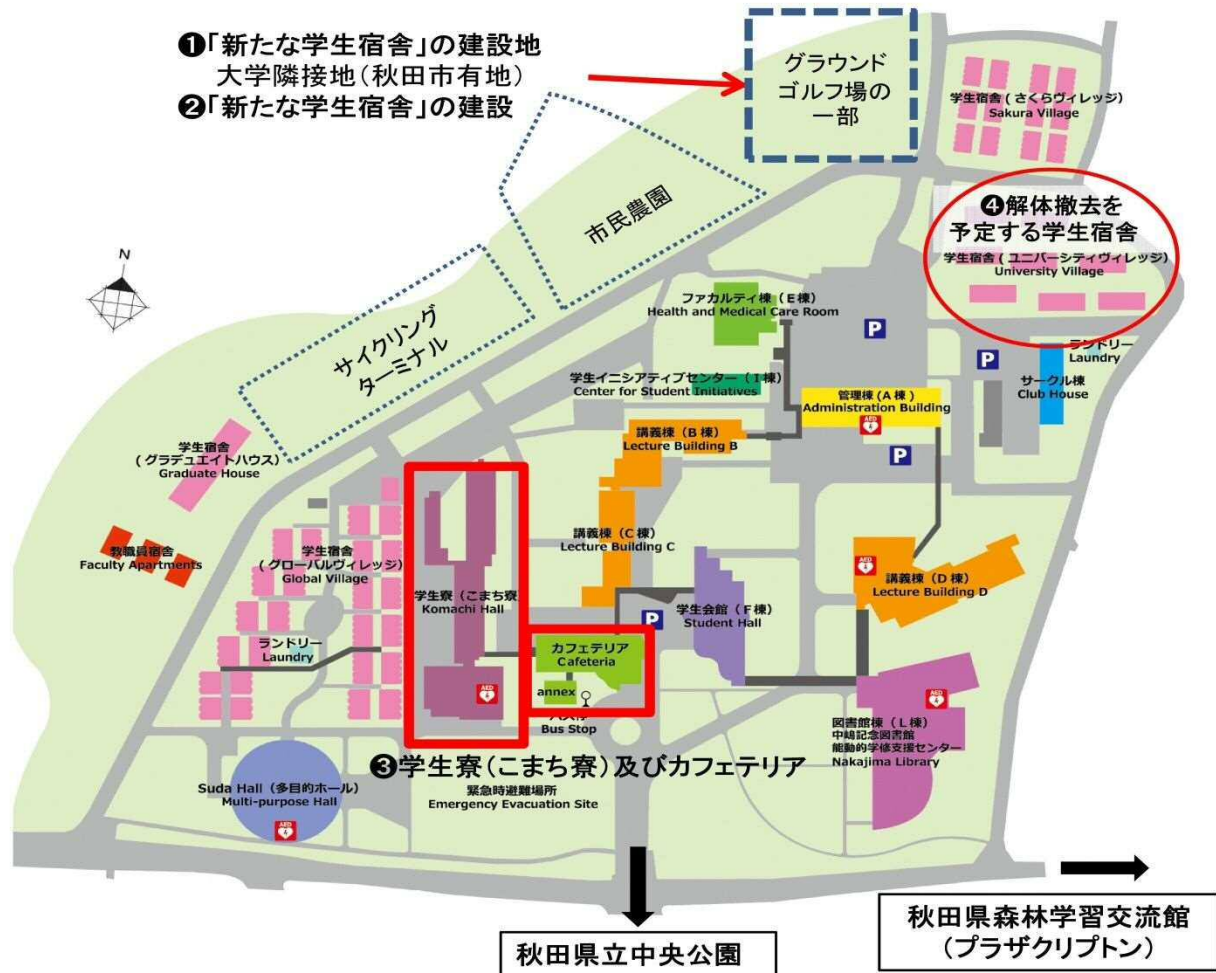 ❶「新たな学生宿舎」の建設地
大学隣接地(秋田市有地)
❷「新たな学生宿舎」の建設
グラウンド
ゴルフ場の
一部
学生宿舎(さくらヴィレッジ)
Sakura Village
市民農園
❹解体撤去を
予定する学生宿舎
学生宿舎(ユニバーシティヴィレッジ)
University Village
N
サイクリング
ターミナル
ファカルティ棟(E棟)
Health and Medical Care Room
P
P
ランドリー
Laundry
学生イニシアティブセンター(I棟)
Center for Student Initiatives
サークル棟
Club House
管理棟(A棟)
Administration Building
AED
講義棟(B棟)
Lecture Building B
P
学生宿舎
(グラデュエイトハウス)
Graduate House
講義棟(C棟)
Lecture Building C
教職員宿舎
Faculty Apartments
学生宿舎
(グローバルヴィレッジ)
Global Village
AED
講義棟(D棟)
Lecture Building D
学生寮(こまち寮)
Komachi Hall
学生会館(F棟)
Student Hall
P
ランドリー
Laundry
カフェテリア
Cafeteria
annex
AED
Bus Stop
AED
図書館棟(L棟)
中嶋記念図書館
能動的学修支援センター
Nakajima Library
❸学生寮(こまち寮)及びカフェテリア
Suda Hall(多目的ホール)
Multi-purpose Hall
AED
緊急時避難場所
Emergency Evacuation Site
秋田県立中央公園
秋田県森林学習交流館
(プラザクリプトン)